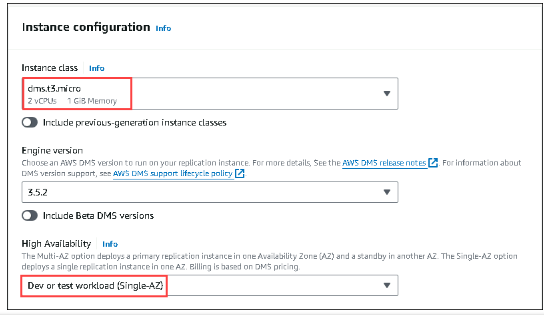 Instance configuration Info
Instance class Info
dms.t3.micro
2 vCPUs 1 GiB Memory
Include previous-generation instance classes
Engine version
Choose an AWS DMS version to run on your replication instance. For more details, See the AWS DMS release notes. For information about
DMS version support, see AWS DMS support lifecycle policy
3.5.2
Include Beta DMS versions
High Availability Info
The Multi-AZ option deploys a primary replication instance in one Availability Zone (AZ) and a standby in another AZ. The Single-AZ option
deploys a single replication instance in one AZ. Billing is based on DMS pricing.
Dev or test workload (Single-AZ)